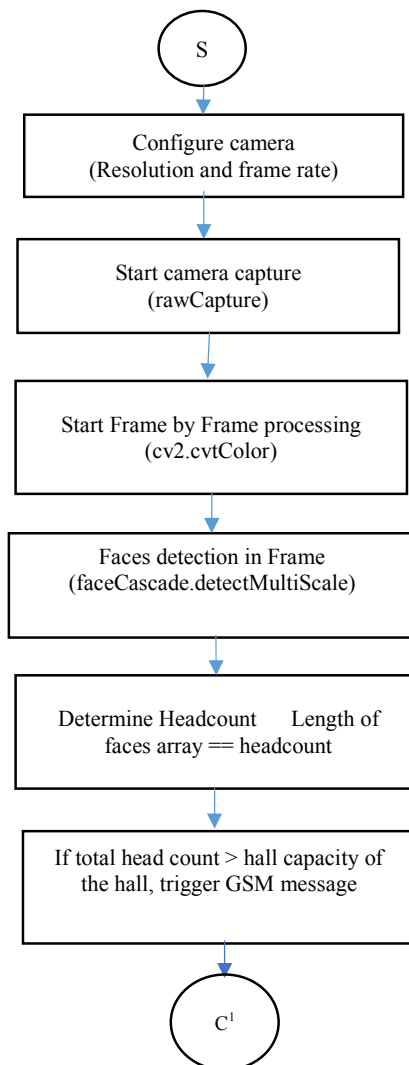 S
Configure camera
(Resolution and frame rate)
Start camera capture
(rawCapture)
Start Frame by Frame processing
(cv2.cvtColor)
Faces detection in Frame
(faceCascade.detectMultiScale)
Determine Headcount Length of
faces array == headcount
If total head count > hall capacity of
the hall, trigger GSM message
C¹